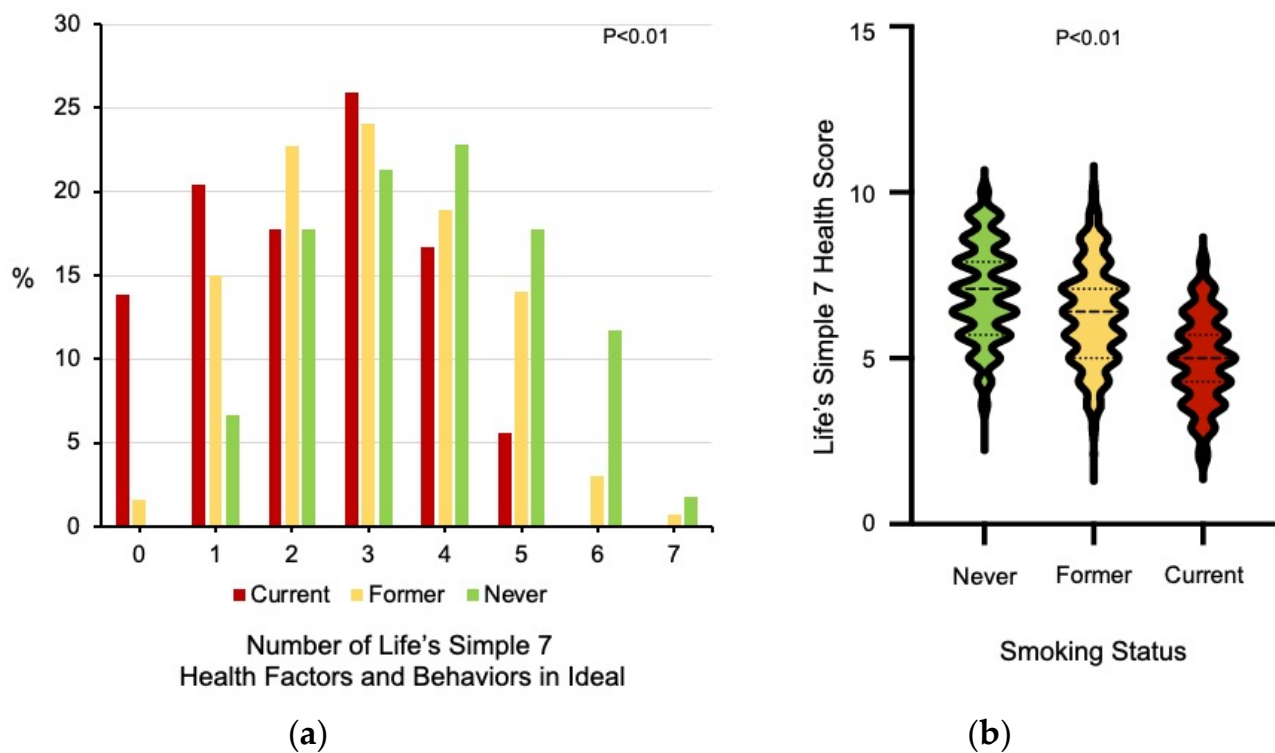 30
25
20
15
10
5
0
%
P<0.01
0 1 2 3 4 5 6 7
Current Former Never
Number of Life's Simple 7
Health Factors and Behaviors in Ideal
(a)
15
10
5
0
Life's Simple 7 Health Score
P<0.01
Never Former Current
Smoking Status
(b)